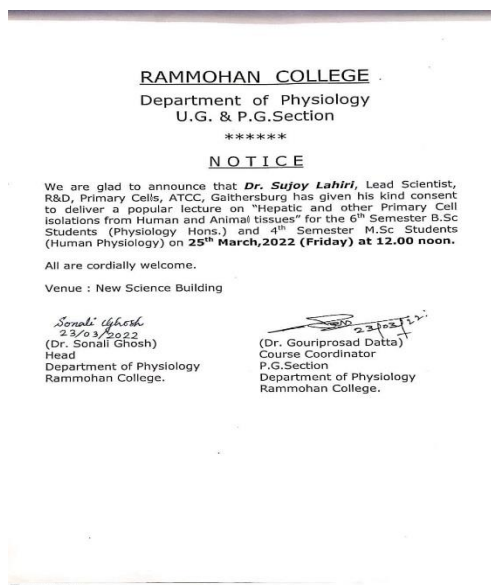 RAMMOHAN COLLEGE
Department of Physiology
U.G. & P.G.Section
******
NOTICE
We are glad to announce that Dr. Sujoy Lahiri, Lead Scientist,
R&D, Primary Cells, ATCC, Gaithersburg has given his kind consent
to deliver a popular lecture on "Hepatic and other Primary Cell
isolations from Human and Animal tissues" for the 6th Semester B.Sc
Students (Physiology Hons.) and 4th Semester M.Sc Students
(Human Physiology) on 25th March,2022 (Friday) at 12.00 noon.
All are cordially welcome.
Venue : New Science Building
Sonali Ghosh
23/03/2022
(Dr. Sonali Ghosh)
Head
Department of Physiology
Rammohan College.
23/03/22
(Dr. Gouriprosad Datta)
Course Coordinator
P.G.Section
Department of Physiology
Rammohan College.